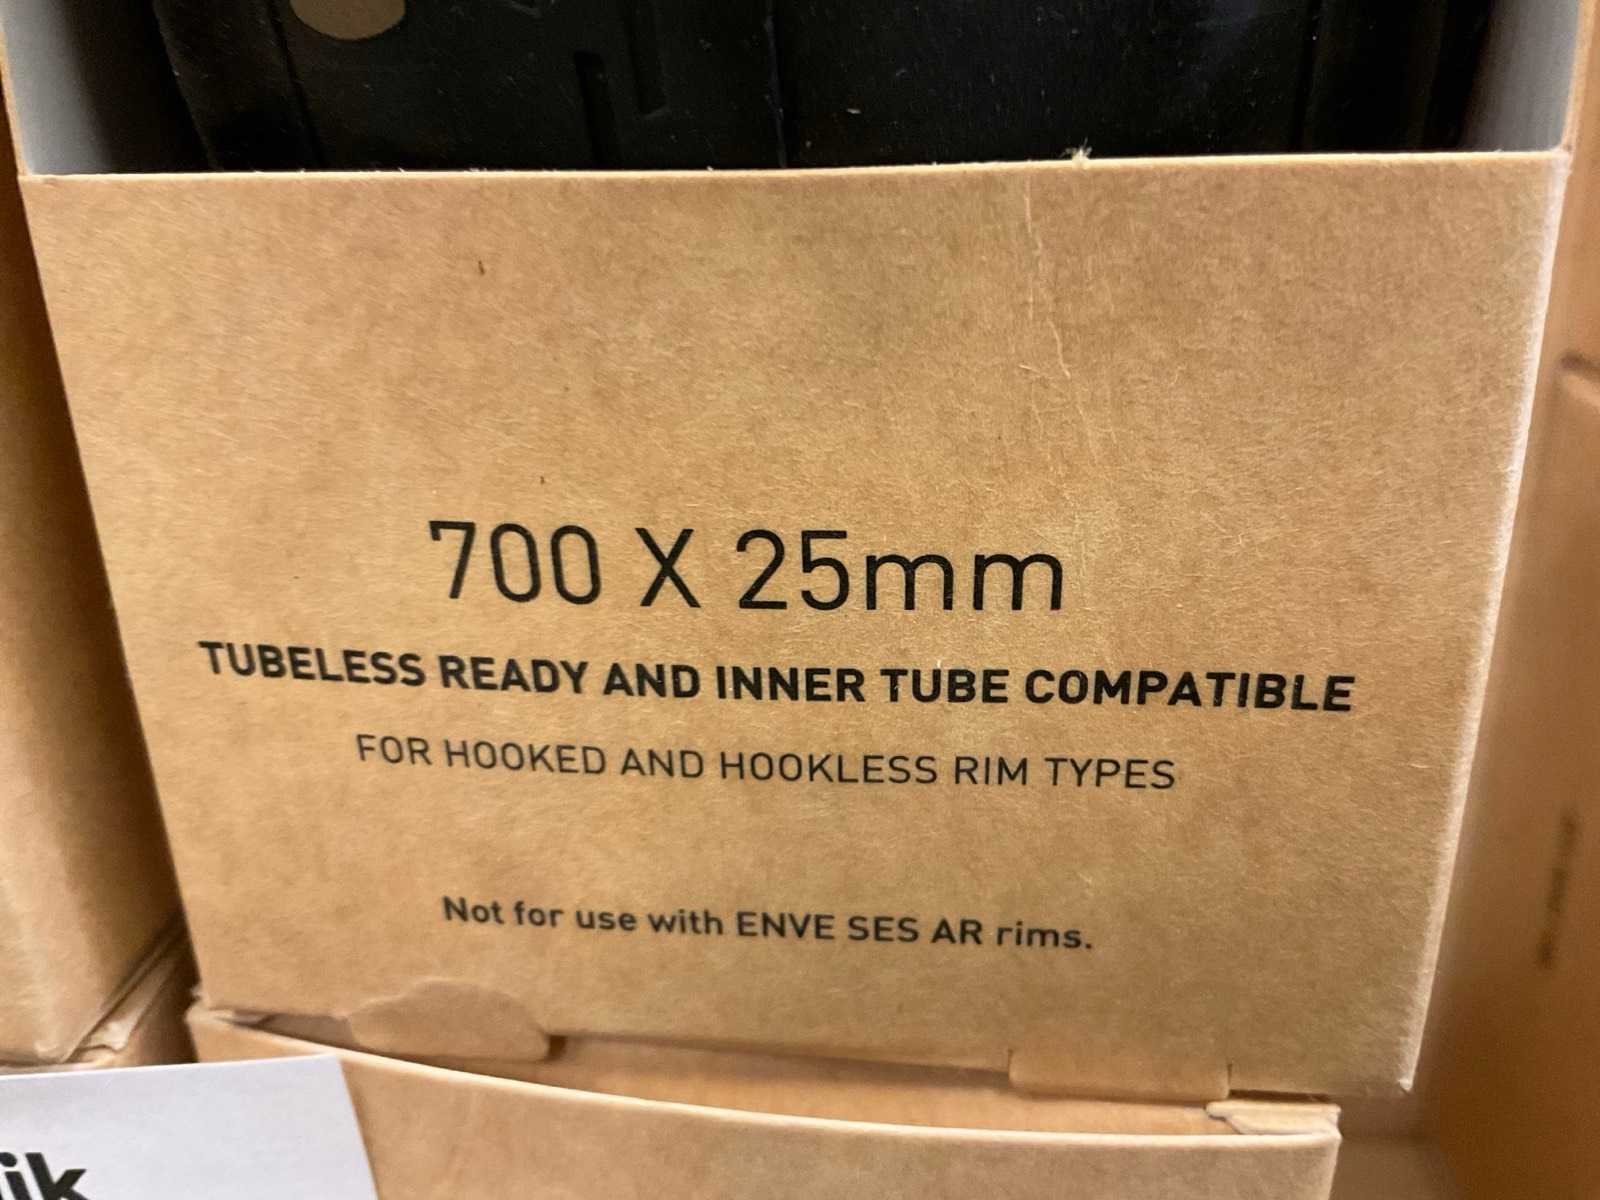 700 X 25mm
TUBELESS READY AND INNER TUBE COMPATIBLE
FOR HOOKED AND HOOKLESS RIM TYPES
Not for use with ENVE SES AR rims.